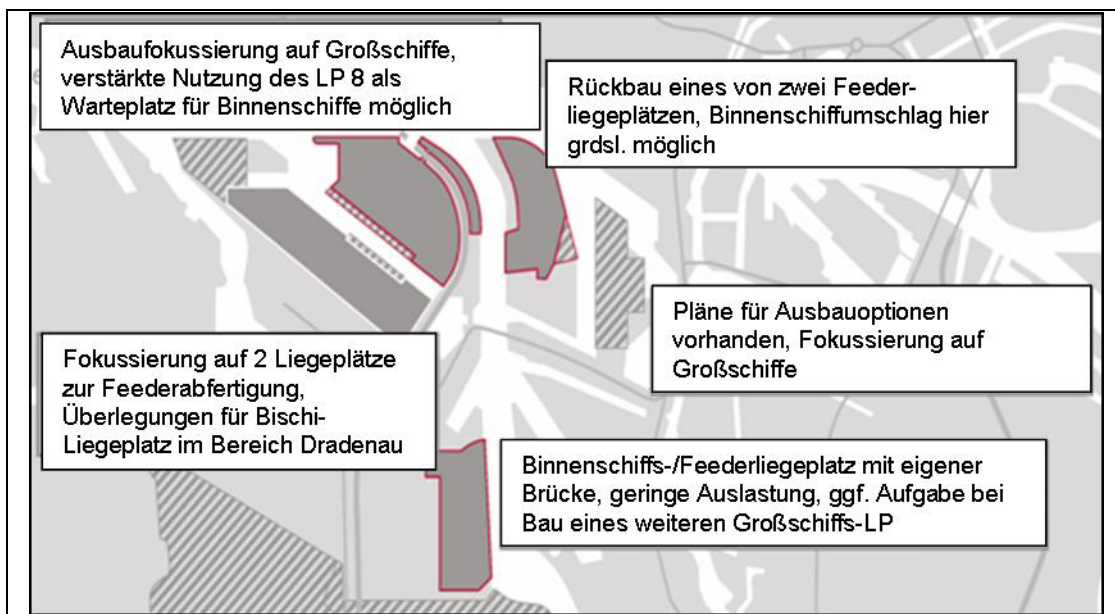 Ausbaufokussierung auf Großschiffe,
verstärkte Nutzung des LP 8 als
Warteplatz für Binnenschiffe möglich
Rückbau eines von zwei Feeder-
liegeplätzen, Binnenschiffumschlag hier
grdsl. möglich
Pläne für Ausbauoptionen
vorhanden, Fokussierung auf
Großschiffe
Fokussierung auf 2 Liegeplätze
zur Feederabfertigung,
Überlegungen für Bischi-
Liegeplatz im Bereich Dradenau
Binnenschiffs-/Feederliegeplatz mit eigener
Brücke, geringe Auslastung, ggf. Aufgabe bei
Bau eines weiteren Großschiffs-LP